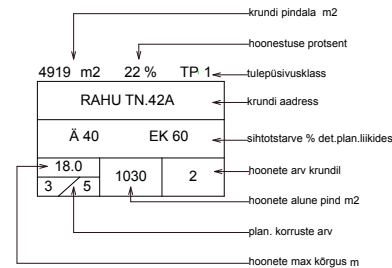 krundi pindala m2
hoonestuse protsent
4919 m2 22 % TP 1 tulepüsivusklass
RAHU TN.42A krundi aadress
Ä 40 EK 60 sihtotstarve % det.plan.liikides
18.0 1030 2 hoonete arv krundil
3 / 5 hoonete alune pind m2
plan. korruste arv
hoonete max kõrgus m